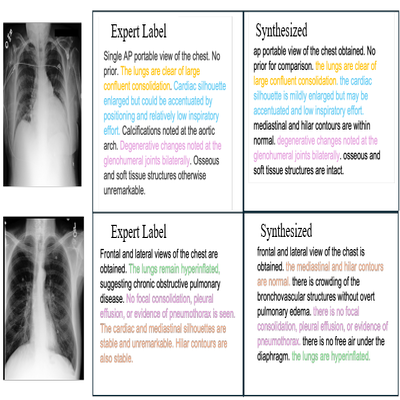 Expert Label
Single AP portable view of the chest. No
prior. The lungs are clear of large
confluent consolidation. Cardiac silhouette
enlarged but could be accentuated by
positioning and relatively low inspiratory
effort. Calcifications noted at the aortic
arch. Degenerative changes noted at the
glenohumeral joints bilaterally. Osseous
and soft tissue structures otherwise
unremarkable.
Synthesized
ap portable view of the chest obtained. No
prior for comparison. the lungs are clear of
large confluent consolidation. the cardiac
silhouette is mildly enlarged but may be
accentuated and low inspiratory effort.
mediastinal and hilar contours are within
normal. degenerative changes noted at the
glenohumeral joints bilaterally. osseous and
soft tissue structures are intact.
Expert Label
Frontal and lateral views of the chest are
obtained. The lungs remain hyperinflated,
suggesting chronic obstructive pulmonary
disease. No focal consolidation, pleural
effusion, or evidence of pneumothorax is seen.
The cardiac and mediastinal silhouettes are
stable and unremarkable. Hilar contours are
also stable.
Synthesized
frontal and lateral view of the chast is
obtained. the mediastinal and hilar contours
are normal. there is crowding of the
bronchovascular structures without overt
pulmonary edema. there is no focal
consolidation, pleural effusion, or evidence of
pneumothorax. there is no free air under the
diaphragm. the lungs are hyperinflated.